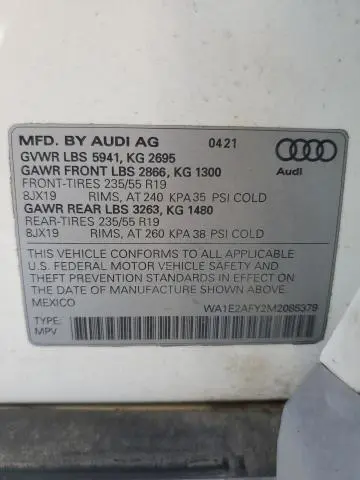 MFD. BY AUDI AG 0421
GVWR LBS 5941, KG 2695
GAWR FRONT LBS 2866, KG 1300
FRONT-TIRES 235/55 R19
8JX19 RIMS, AT 240 KPA 35 PSI COLD
GAWR REAR LBS 3263, KG 1480
REAR-TIRES 235/55 R19
8JX19 RIMS, AT 260 KPA 38 PSI COLD
Audi
THIS VEHICLE CONFORMS TO ALL APPLICABLE
U.S. FEDERAL MOTOR VEHICLE SAFETY AND
THEFT PREVENTION STANDARDS IN EFFECT ON THE
DATE OF MANUFACTURE SHOWN ABOVE.
MEXICO
WA1E2AFY2M2085379
TYPE:
MPV